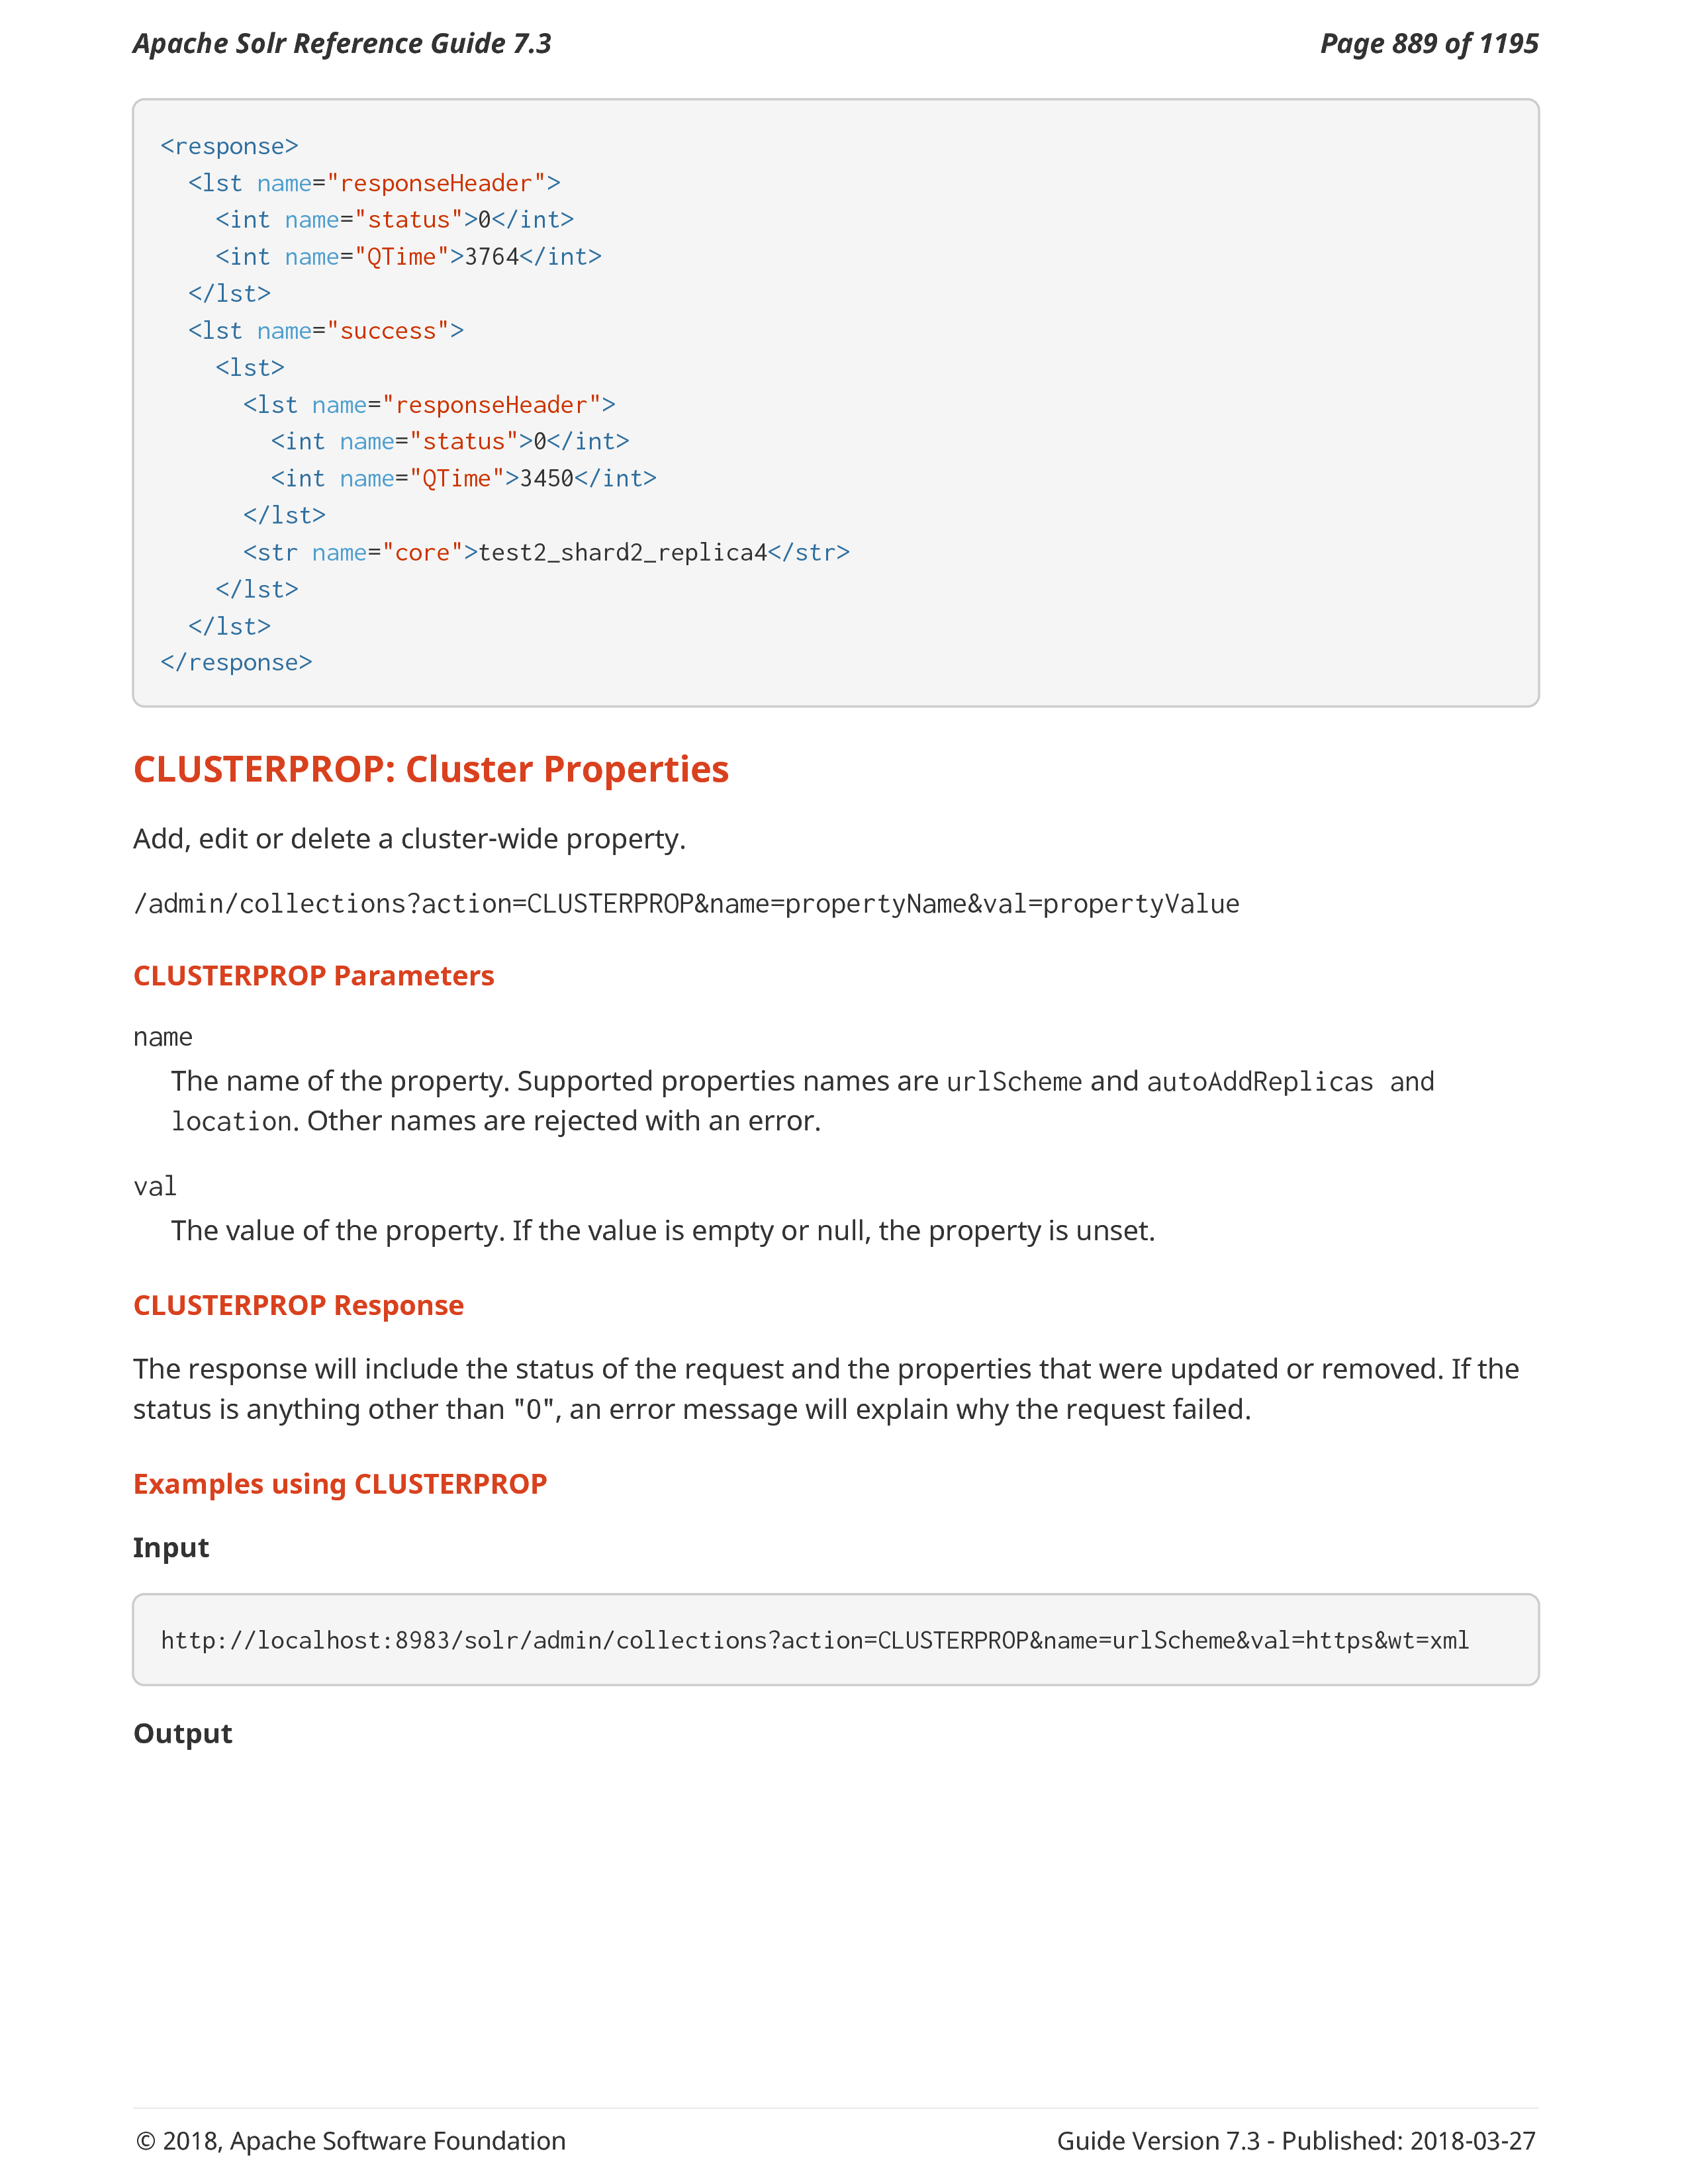 Apache Solr Reference Guide 7.3
Page 889 of 1195
<response>
  <lst name="responseHeader">
    <int name="status">0</int>
    <int name="QTime">3764</int>
  </lst>
  <lst name="success">
    <lst>
      <lst name="responseHeader">
        <int name="status">0</int>
        <int name="QTime">3450</int>
      </lst>
      <str name="core">test2_shard2_replica4</str>
    </lst>
  </lst>
</response>
CLUSTERPROP: Cluster Properties
Add, edit or delete a cluster-wide property.
/admin/collections?action=CLUSTERPROP&name=propertyName&val=propertyValue
CLUSTERPROP Parameters
name
The name of the property. Supported properties names are urlScheme and autoAddReplicas and
location. Other names are rejected with an error.
val
The value of the property. If the value is empty or null, the property is unset.
CLUSTERPROP Response
The response will include the status of the request and the properties that were updated or removed. If the
status is anything other than "0", an error message will explain why the request failed.
Examples using CLUSTERPROP
Input
http://localhost:8983/solr/admin/collections?action=CLUSTERPROP&name=urlScheme&val=https&wt=xml
Output
© 2018, Apache Software Foundation
Guide Version 7.3 - Published: 2018-03-27